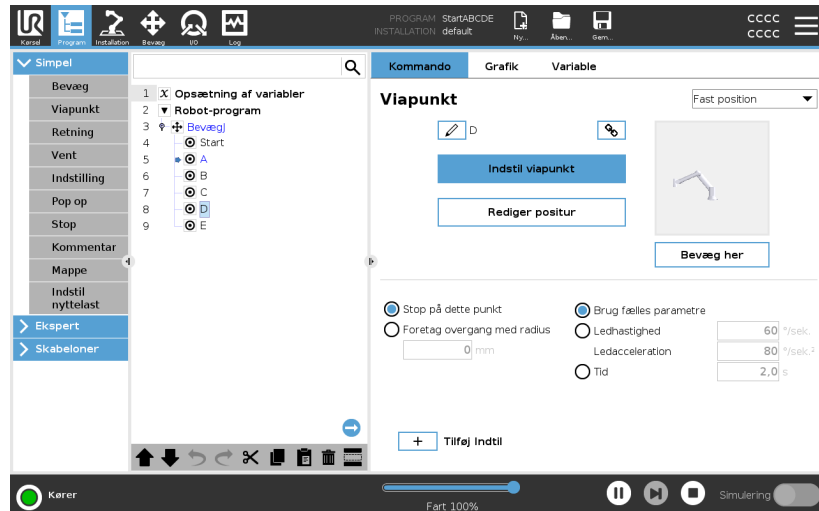 UR
PROGRAM StartABCDE
INSTALLATION default
CCCC
CCCC
Kørsel Program Installation Bevæg I/O Log Ny... Åben... Gem...
Simpel
Bevæg
Viapunkt
Retning
Vent
Indstilling
Pop op
Stop
Kommentar
Mappe
Indstil
nyttelast
Ekspert
Skabeloner
1 X Opsætning af variabler
2 Robot-program
3 BevægJ
4 Start
5 A
6 B
7 C
8 D
9 E
Kommando Grafik Variable
Viapunkt
Fast position
D
Indstil viapunkt
Rediger positur
Bevæg her
Stop på dette punkt
Foretag overgang med radius
0 mm
Brug fælles parametre
Ledhastighed 60 °/sek.
Ledacceleration 80 °/sek.²
Tid 2,0 s
+ Tilføj Indtil
Kører
Fart 100%
Simulering